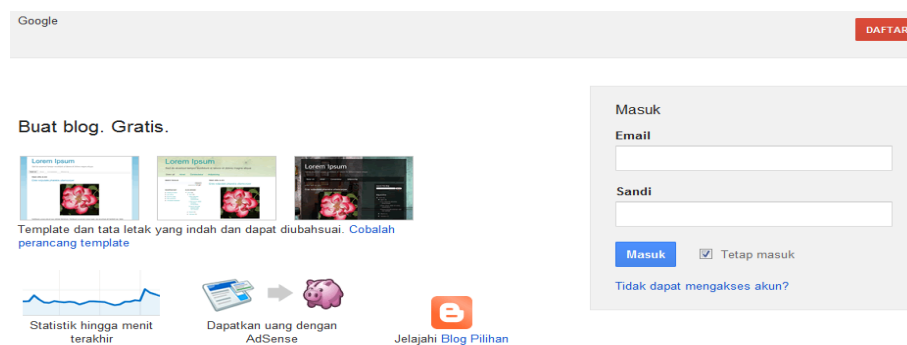 Google
DAFTAR
Buat blog. Gratis.
Lorem Ipsum
Lorem Ipsum
Lorem Ipsum
Template dan tata letak yang indah dan dapat diubahsuai. Cobalah
perancang template
Statistik hingga menit
terakhir
Dapatkan uang dengan
AdSense
Jelajahi Blog Pilihan
Masuk
Email
Sandi
Masuk
Tetap masuk
Tidak dapat mengakses akun?